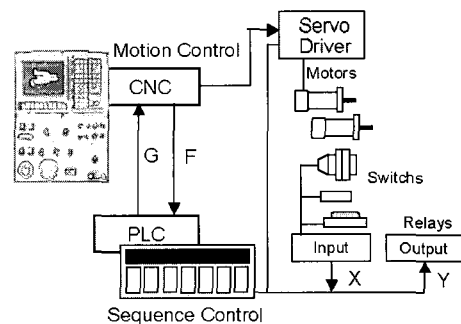 Motion Control
CNC
Servo
Driver
Motors
G
F
Switchs
PLC
Input
Relays
Output
X
Y
Sequence Control